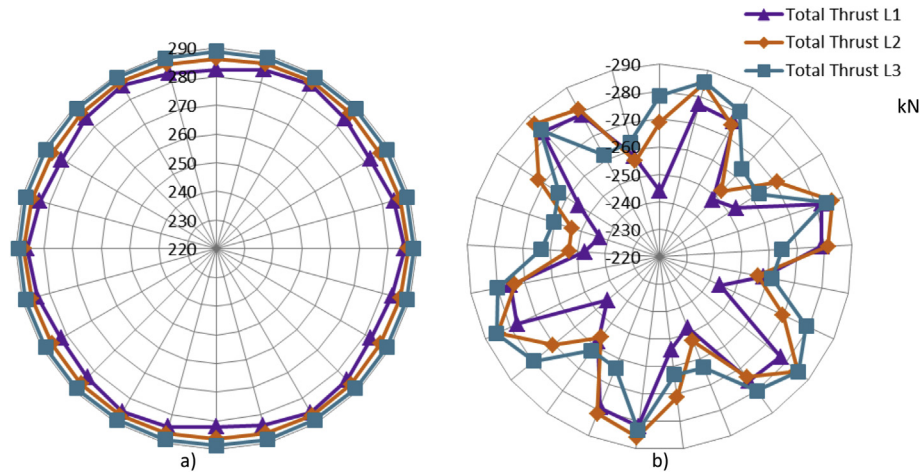 Total Thrust L1
Total Thrust L2
Total Thrust L3
kN
290
280
270
260
250
240
230
220
-290
-280
-270
-260
-250
-240
-230
-220
a)
b)